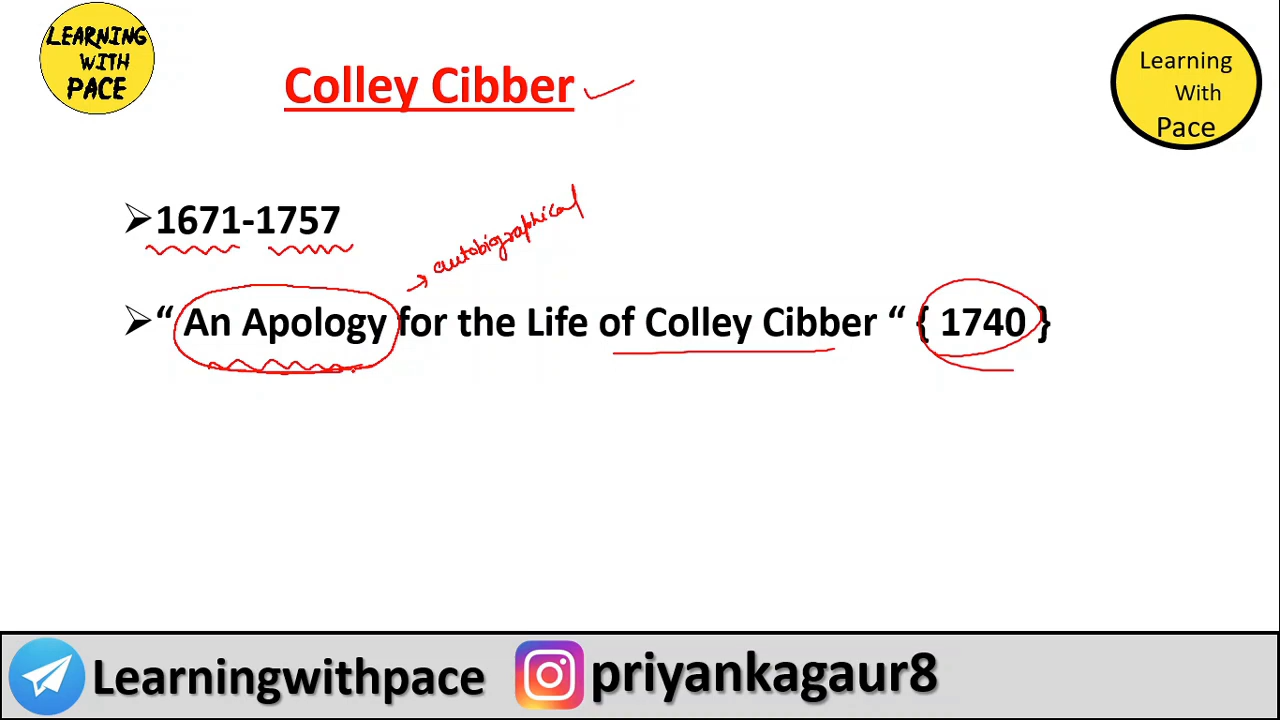 LEARNING
WITH
PACE
Learning
With
Pace
Colley Cibber
➢1671-1757
→ autobiographical
➢“ An Apology for the Life of Colley Cibber “ { 1740 }
Learningwithpace
priyankagaur8